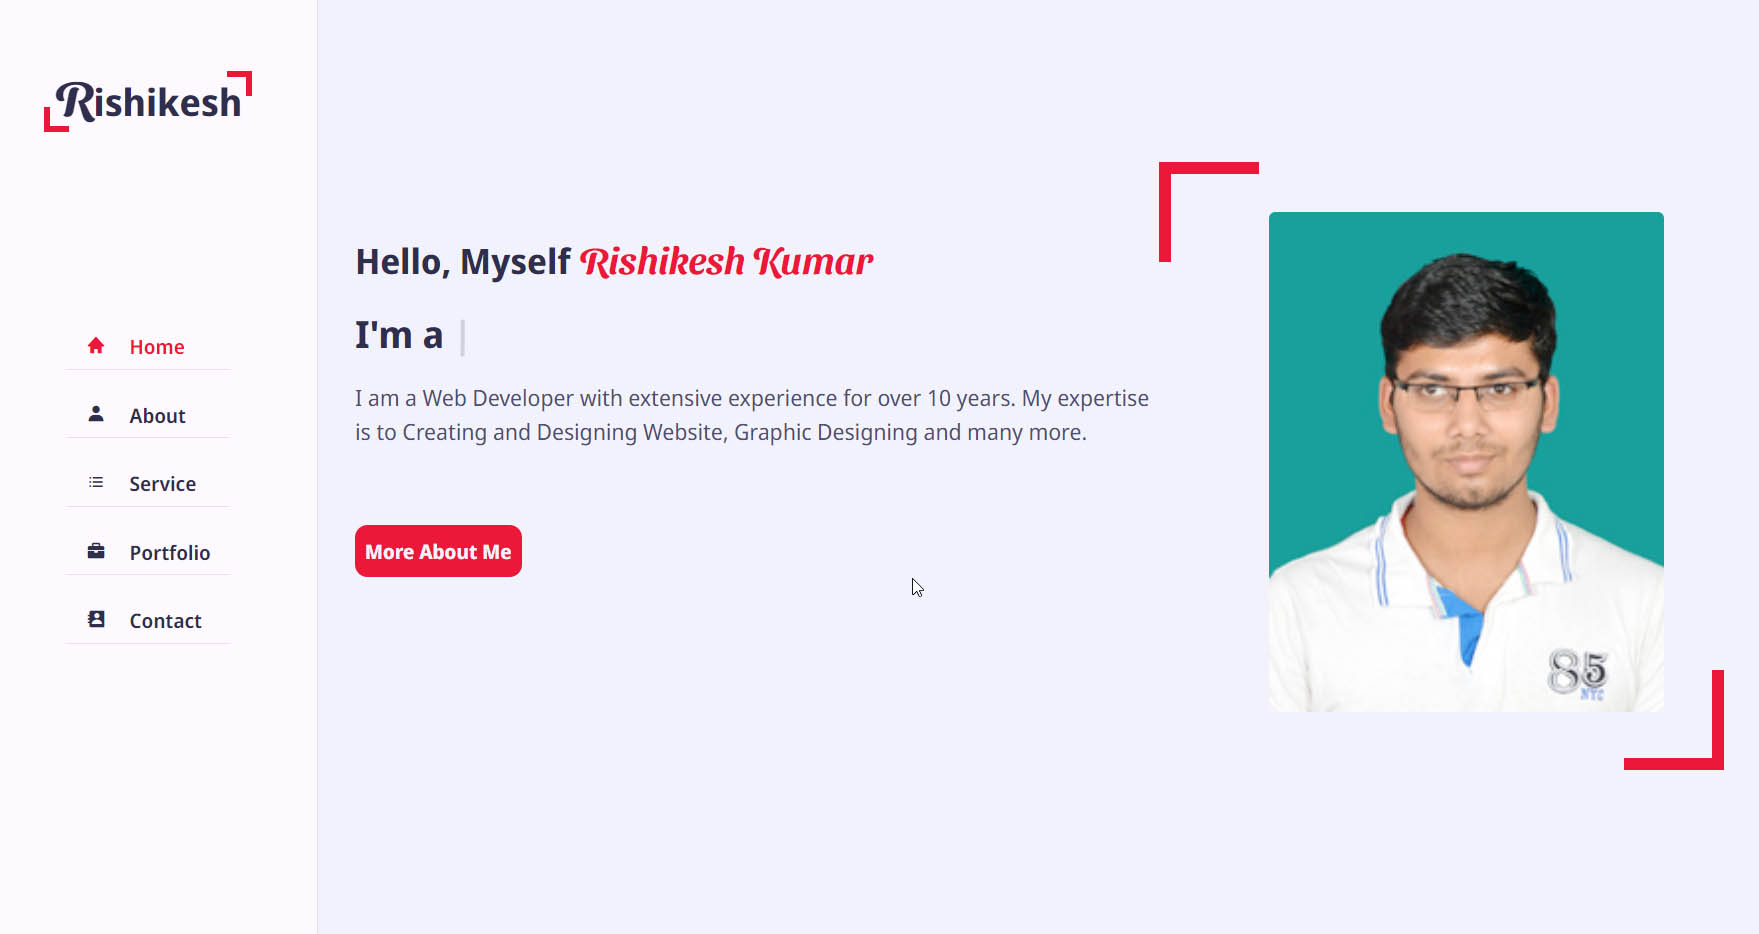 Rishikesh
Home
About
Service
Portfolio
Contact
Hello, Myself Rishikesh Kumar
I'm a |
I am a Web Developer with extensive experience for over 10 years. My expertise
is to Creating and Designing Website, Graphic Designing and many more.
More About Me
85
NYC